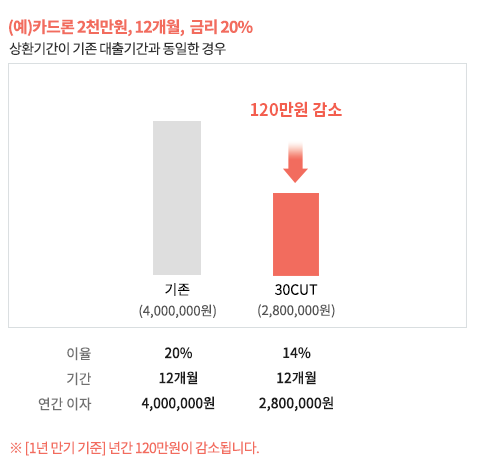 (예)카드론 2천만원, 12개월, 금리 20%
상환기간이 기존 대출기간과 동일한 경우
120만원 감소
기존 30CUT
(4,000,000원) (2,800,000원)
이율 20% 14%
기간 12개월 12개월
연간 이자 4,000,000원 2,800,000원
※ [1년 만기 기준] 년간 120만원이 감소됩니다.